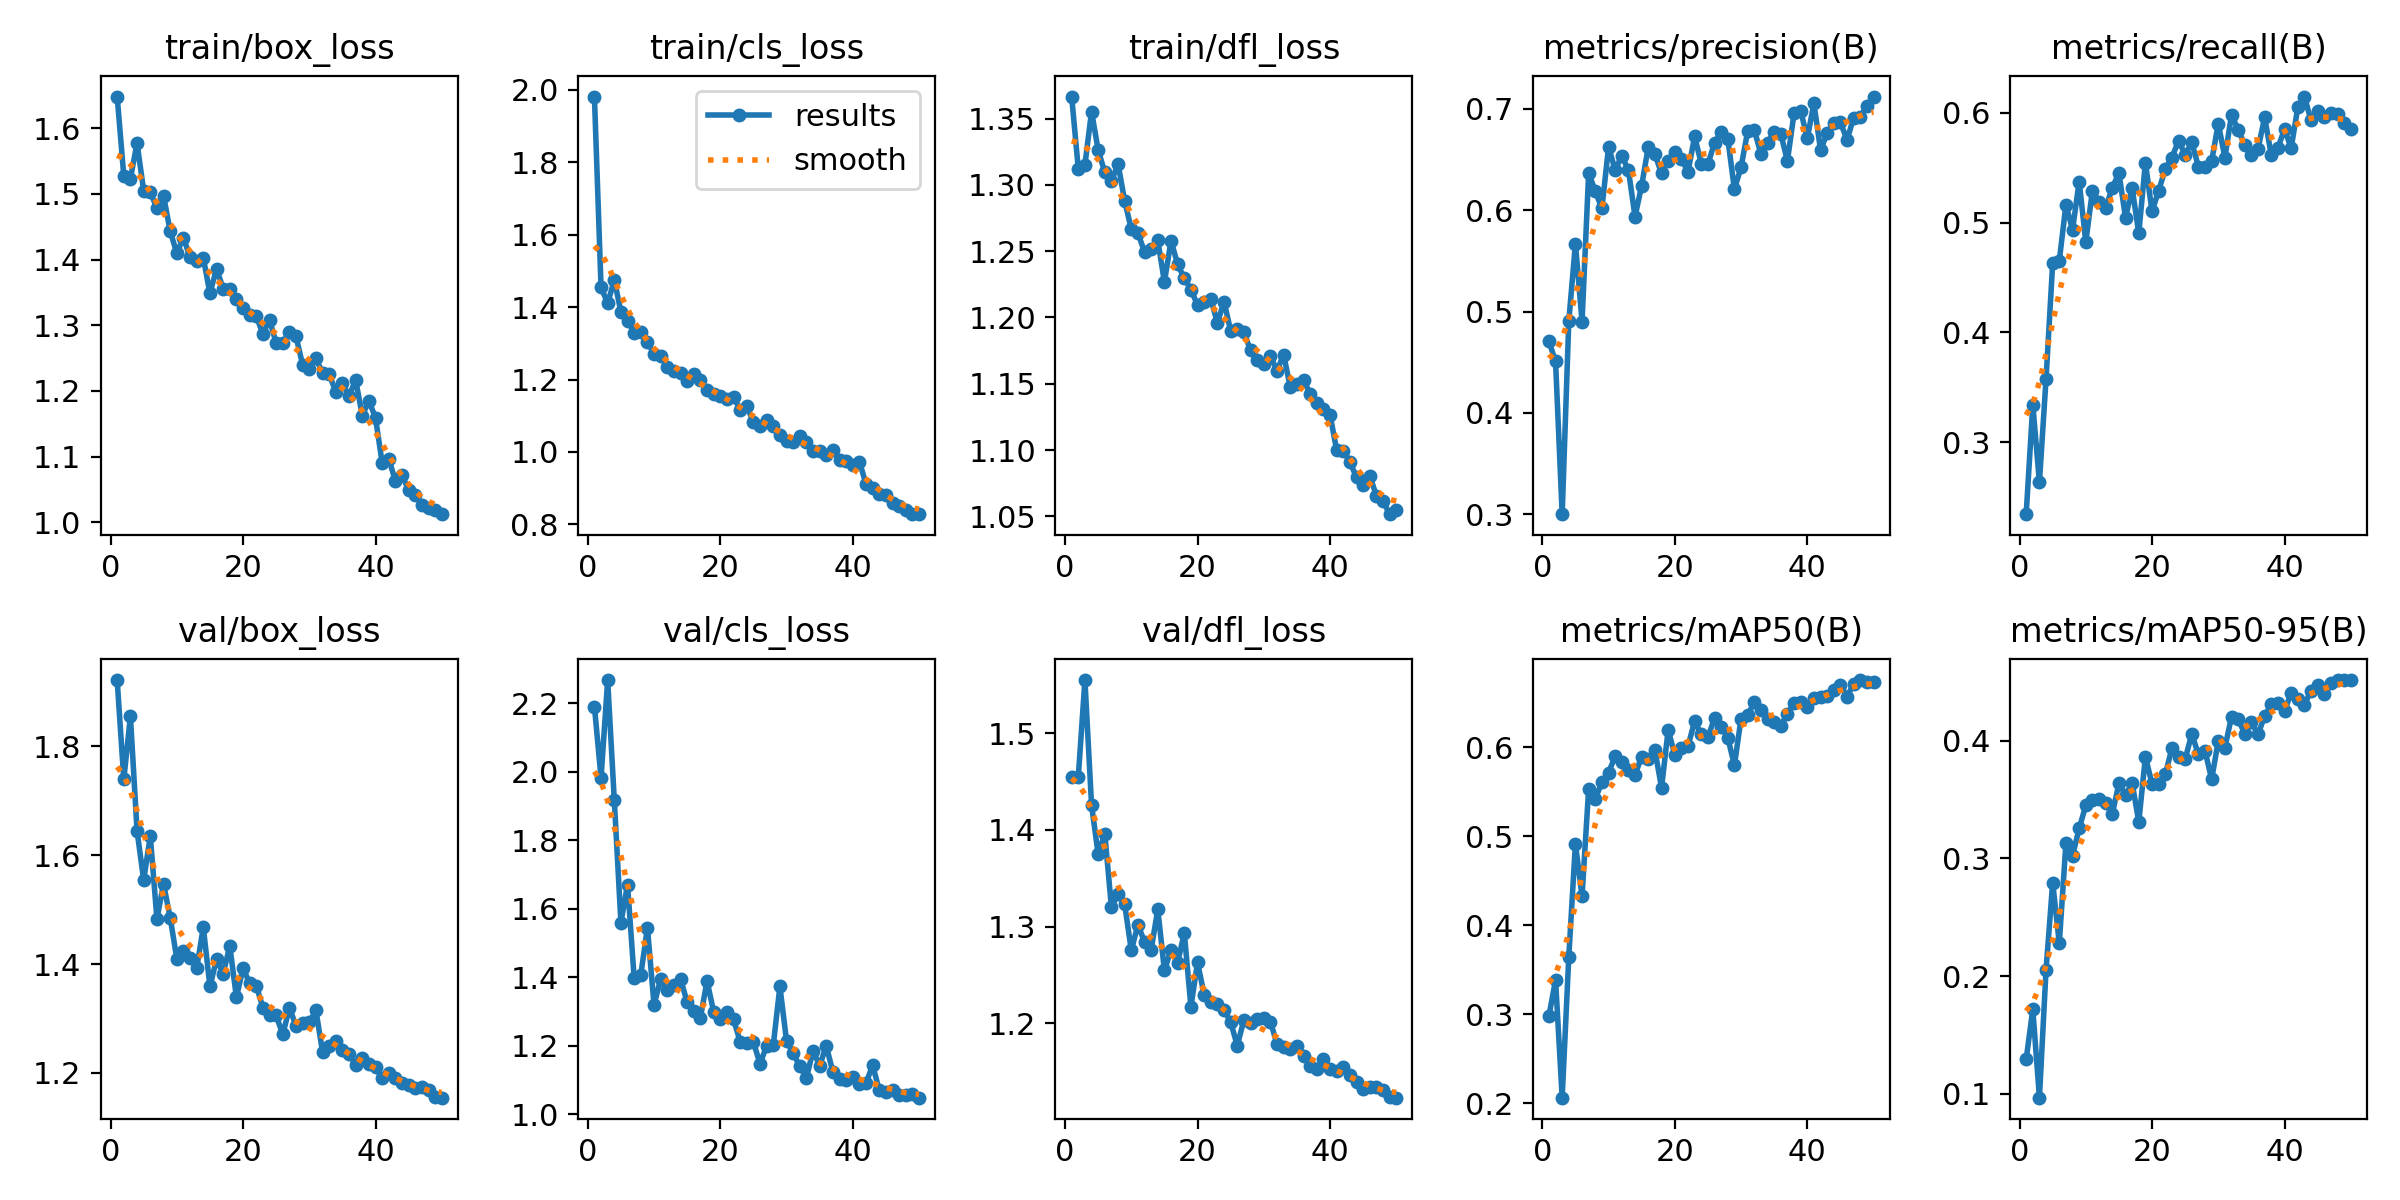 train/box_loss
1.6
1.5
1.4
1.3
1.2
1.1
1.0
0 20 40
train/cls_loss
results
smooth
2.0
1.8
1.6
1.4
1.2
1.0
0.8
0 20 40
train/dfl_loss
1.35
1.30
1.25
1.20
1.15
1.10
1.05
0 20 40
metrics/precision(B)
0.7
0.6
0.5
0.4
0.3
0 20 40
metrics/recall(B)
0.6
0.5
0.4
0.3
0 20 40
val/box_loss
1.8
1.6
1.4
1.2
0 20 40
val/cls_loss
2.2
2.0
1.8
1.6
1.4
1.2
1.0
0 20 40
val/dfl_loss
1.5
1.4
1.3
1.2
0 20 40
metrics/mAP50(B)
0.6
0.5
0.4
0.3
0.2
0 20 40
metrics/mAP50-95(B)
0.4
0.3
0.2
0.1
0 20 40